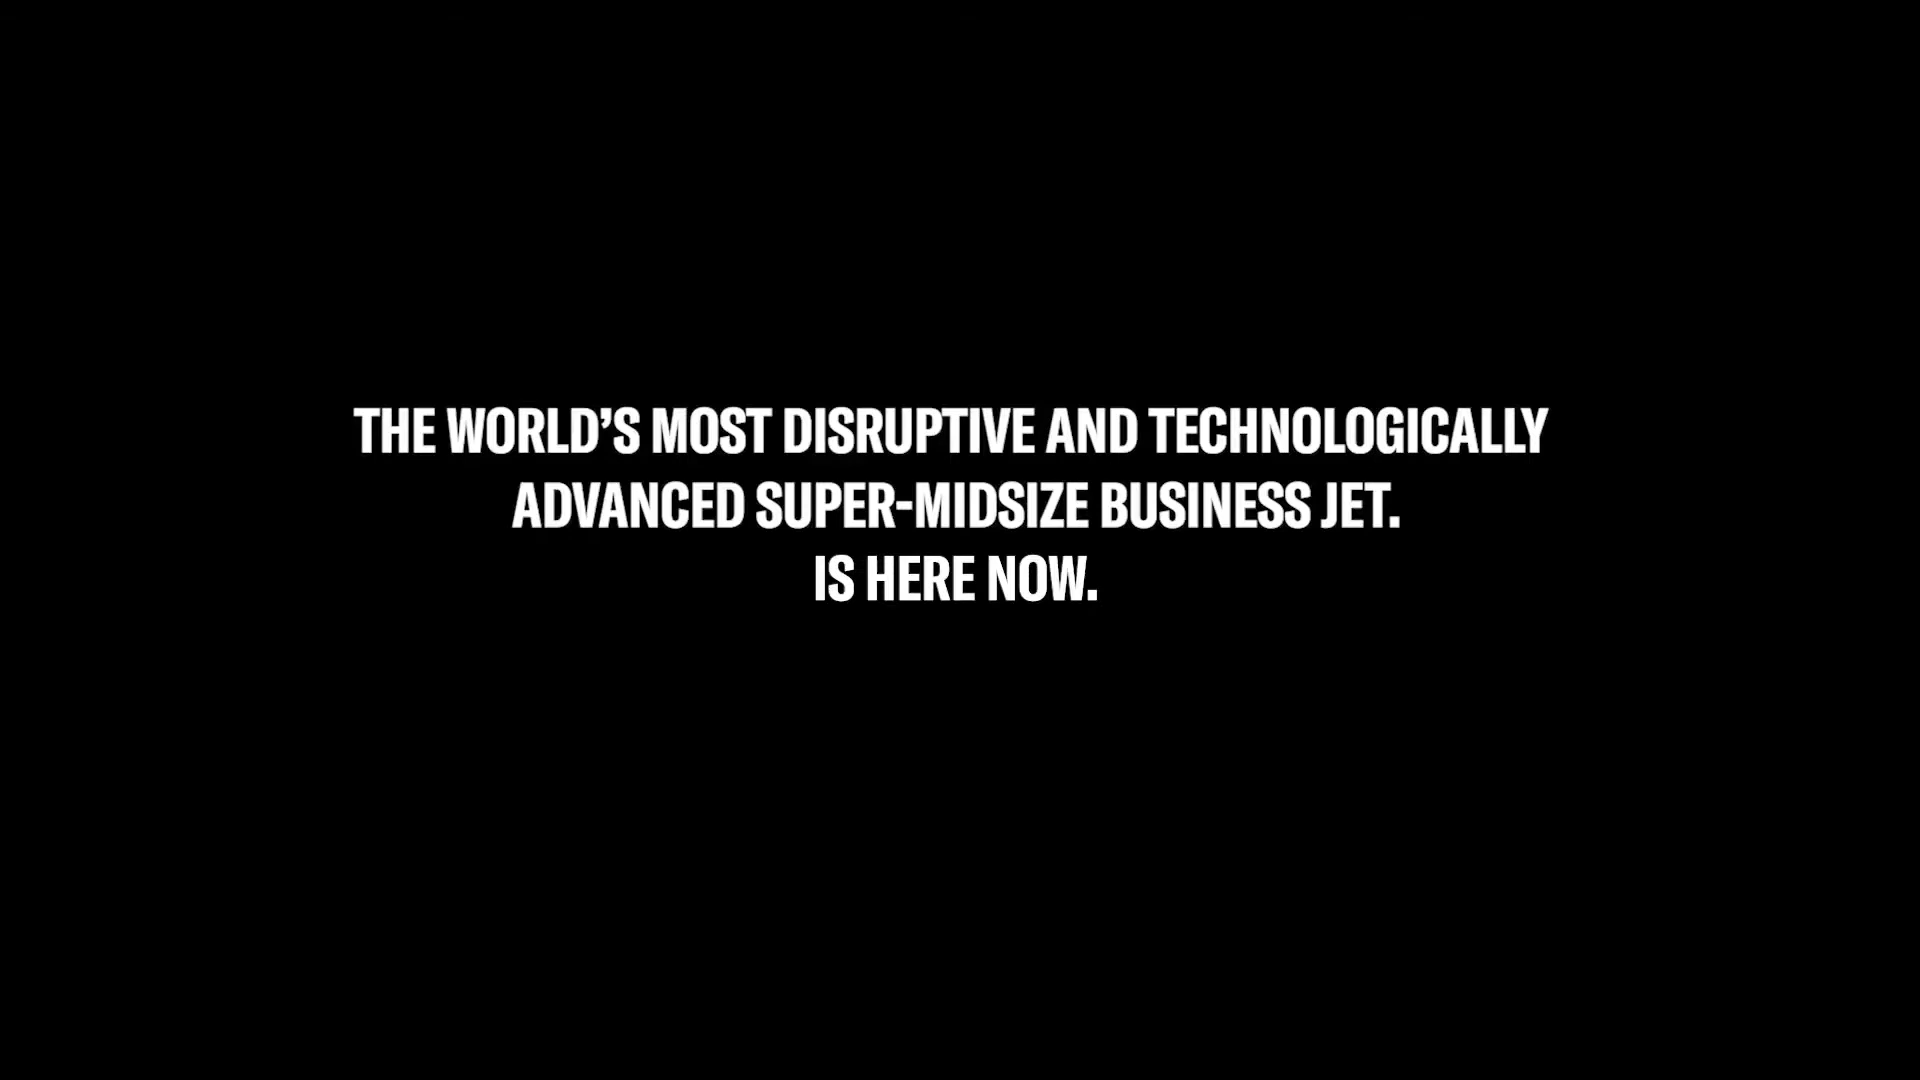 THE WORLD’S MOST DISRUPTIVE AND TECHNOLOGICALLY
ADVANCED SUPER-MIDSIZE BUSINESS JET.
IS HERE NOW.